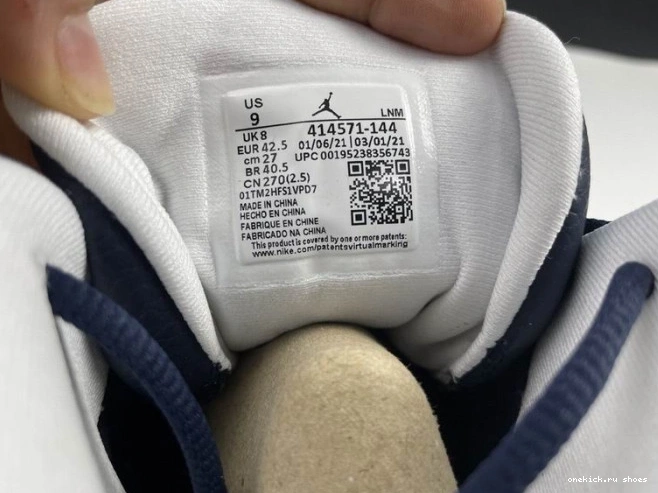 US
9
LNM
UK 8
414571-144
EUR 42.5
01/06/21 | 03/01/21
cm 27
UPC 00195238356743
BR 40.5
CN 270(2.5)
01TM2HFS1VPD7
MADE IN CHINA
HECHO EN CHINA
FABRIQUE EN CHINE
FABRICADO NA CHINA
This product is covered by one or more patents:
www.nike.com/patentsvirtualmarking
onekick.ru shoes